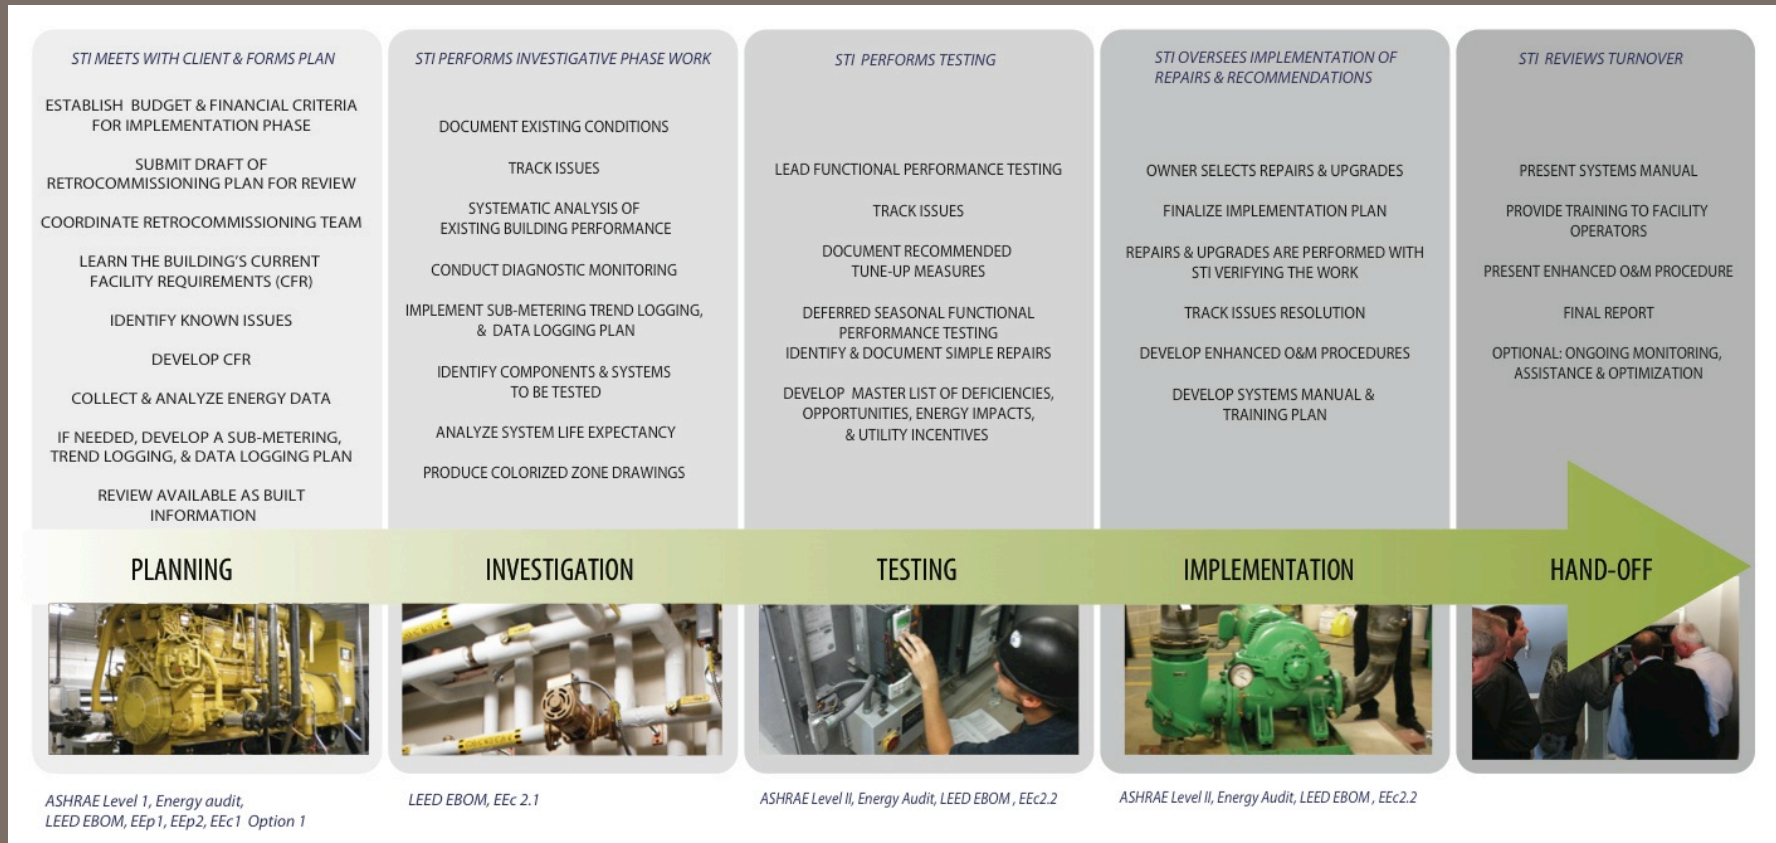 STI MEETS WITH CLIENT & FORMS PLAN
ESTABLISH BUDGET & FINANCIAL CRITERIA
FOR IMPLEMENTATION PHASE
SUBMIT DRAFT OF
RETROCOMMISSIONING PLAN FOR REVIEW
COORDINATE RETROCOMMISSIONING TEAM
LEARN THE BUILDING'S CURRENT
FACILITY REQUIREMENTS (CFR)
IDENTIFY KNOWN ISSUES
DEVELOP CFR
COLLECT & ANALYZE ENERGY DATA
IF NEEDED, DEVELOP A SUB-METERING,
TREND LOGGING, & DATA LOGGING PLAN
REVIEW AVAILABLE AS BUILT
INFORMATION
PLANNING
ASHRAE Level 1, Energy audit,
LEED EBOM, EEp1, EEp2, EEc1 Option 1
STI PERFORMS INVESTIGATIVE PHASE WORK
DOCUMENT EXISTING CONDITIONS
TRACK ISSUES
SYSTEMATIC ANALYSIS OF
EXISTING BUILDING PERFORMANCE
CONDUCT DIAGNOSTIC MONITORING
IMPLEMENT SUB-METERING TREND LOGGING,
& DATA LOGGING PLAN
IDENTIFY COMPONENTS & SYSTEMS
TO BE TESTED
ANALYZE SYSTEM LIFE EXPECTANCY
PRODUCE COLORIZED ZONE DRAWINGS
INVESTIGATION
LEED EBOM, EEc 2.1
STI PERFORMS TESTING
LEAD FUNCTIONAL PERFORMANCE TESTING
TRACK ISSUES
DOCUMENT RECOMMENDED
TUNE-UP MEASURES
DEFERRED SEASONAL FUNCTIONAL
PERFORMANCE TESTING
IDENTIFY & DOCUMENT SIMPLE REPAIRS
DEVELOP MASTER LIST OF DEFICIENCIES,
OPPORTUNITIES, ENERGY IMPACTS,
& UTILITY INCENTIVES
TESTING
ASHRAE Level II, Energy Audit, LEED EBOM , EEc2.2
STI OVERSEES IMPLEMENTATION OF
REPAIRS & RECOMMENDATIONS
OWNER SELECTS REPAIRS & UPGRADES
FINALIZE IMPLEMENTATION PLAN
REPAIRS & UPGRADES ARE PERFORMED WITH
STI VERIFYING THE WORK
TRACK ISSUES RESOLUTION
DEVELOP ENHANCED O&M PROCEDURES
DEVELOP SYSTEMS MANUAL &
TRAINING PLAN
IMPLEMENTATION
ASHRAE Level II, Energy Audit, LEED EBOM , EEc2.2
STI REVIEWS TURNOVER
PRESENT SYSTEMS MANUAL
PROVIDE TRAINING TO FACILITY
OPERATORS
PRESENT ENHANCED O&M PROCEDURE
FINAL REPORT
OPTIONAL: ONGOING MONITORING,
ASSISTANCE & OPTIMIZATION
HAND-OFF